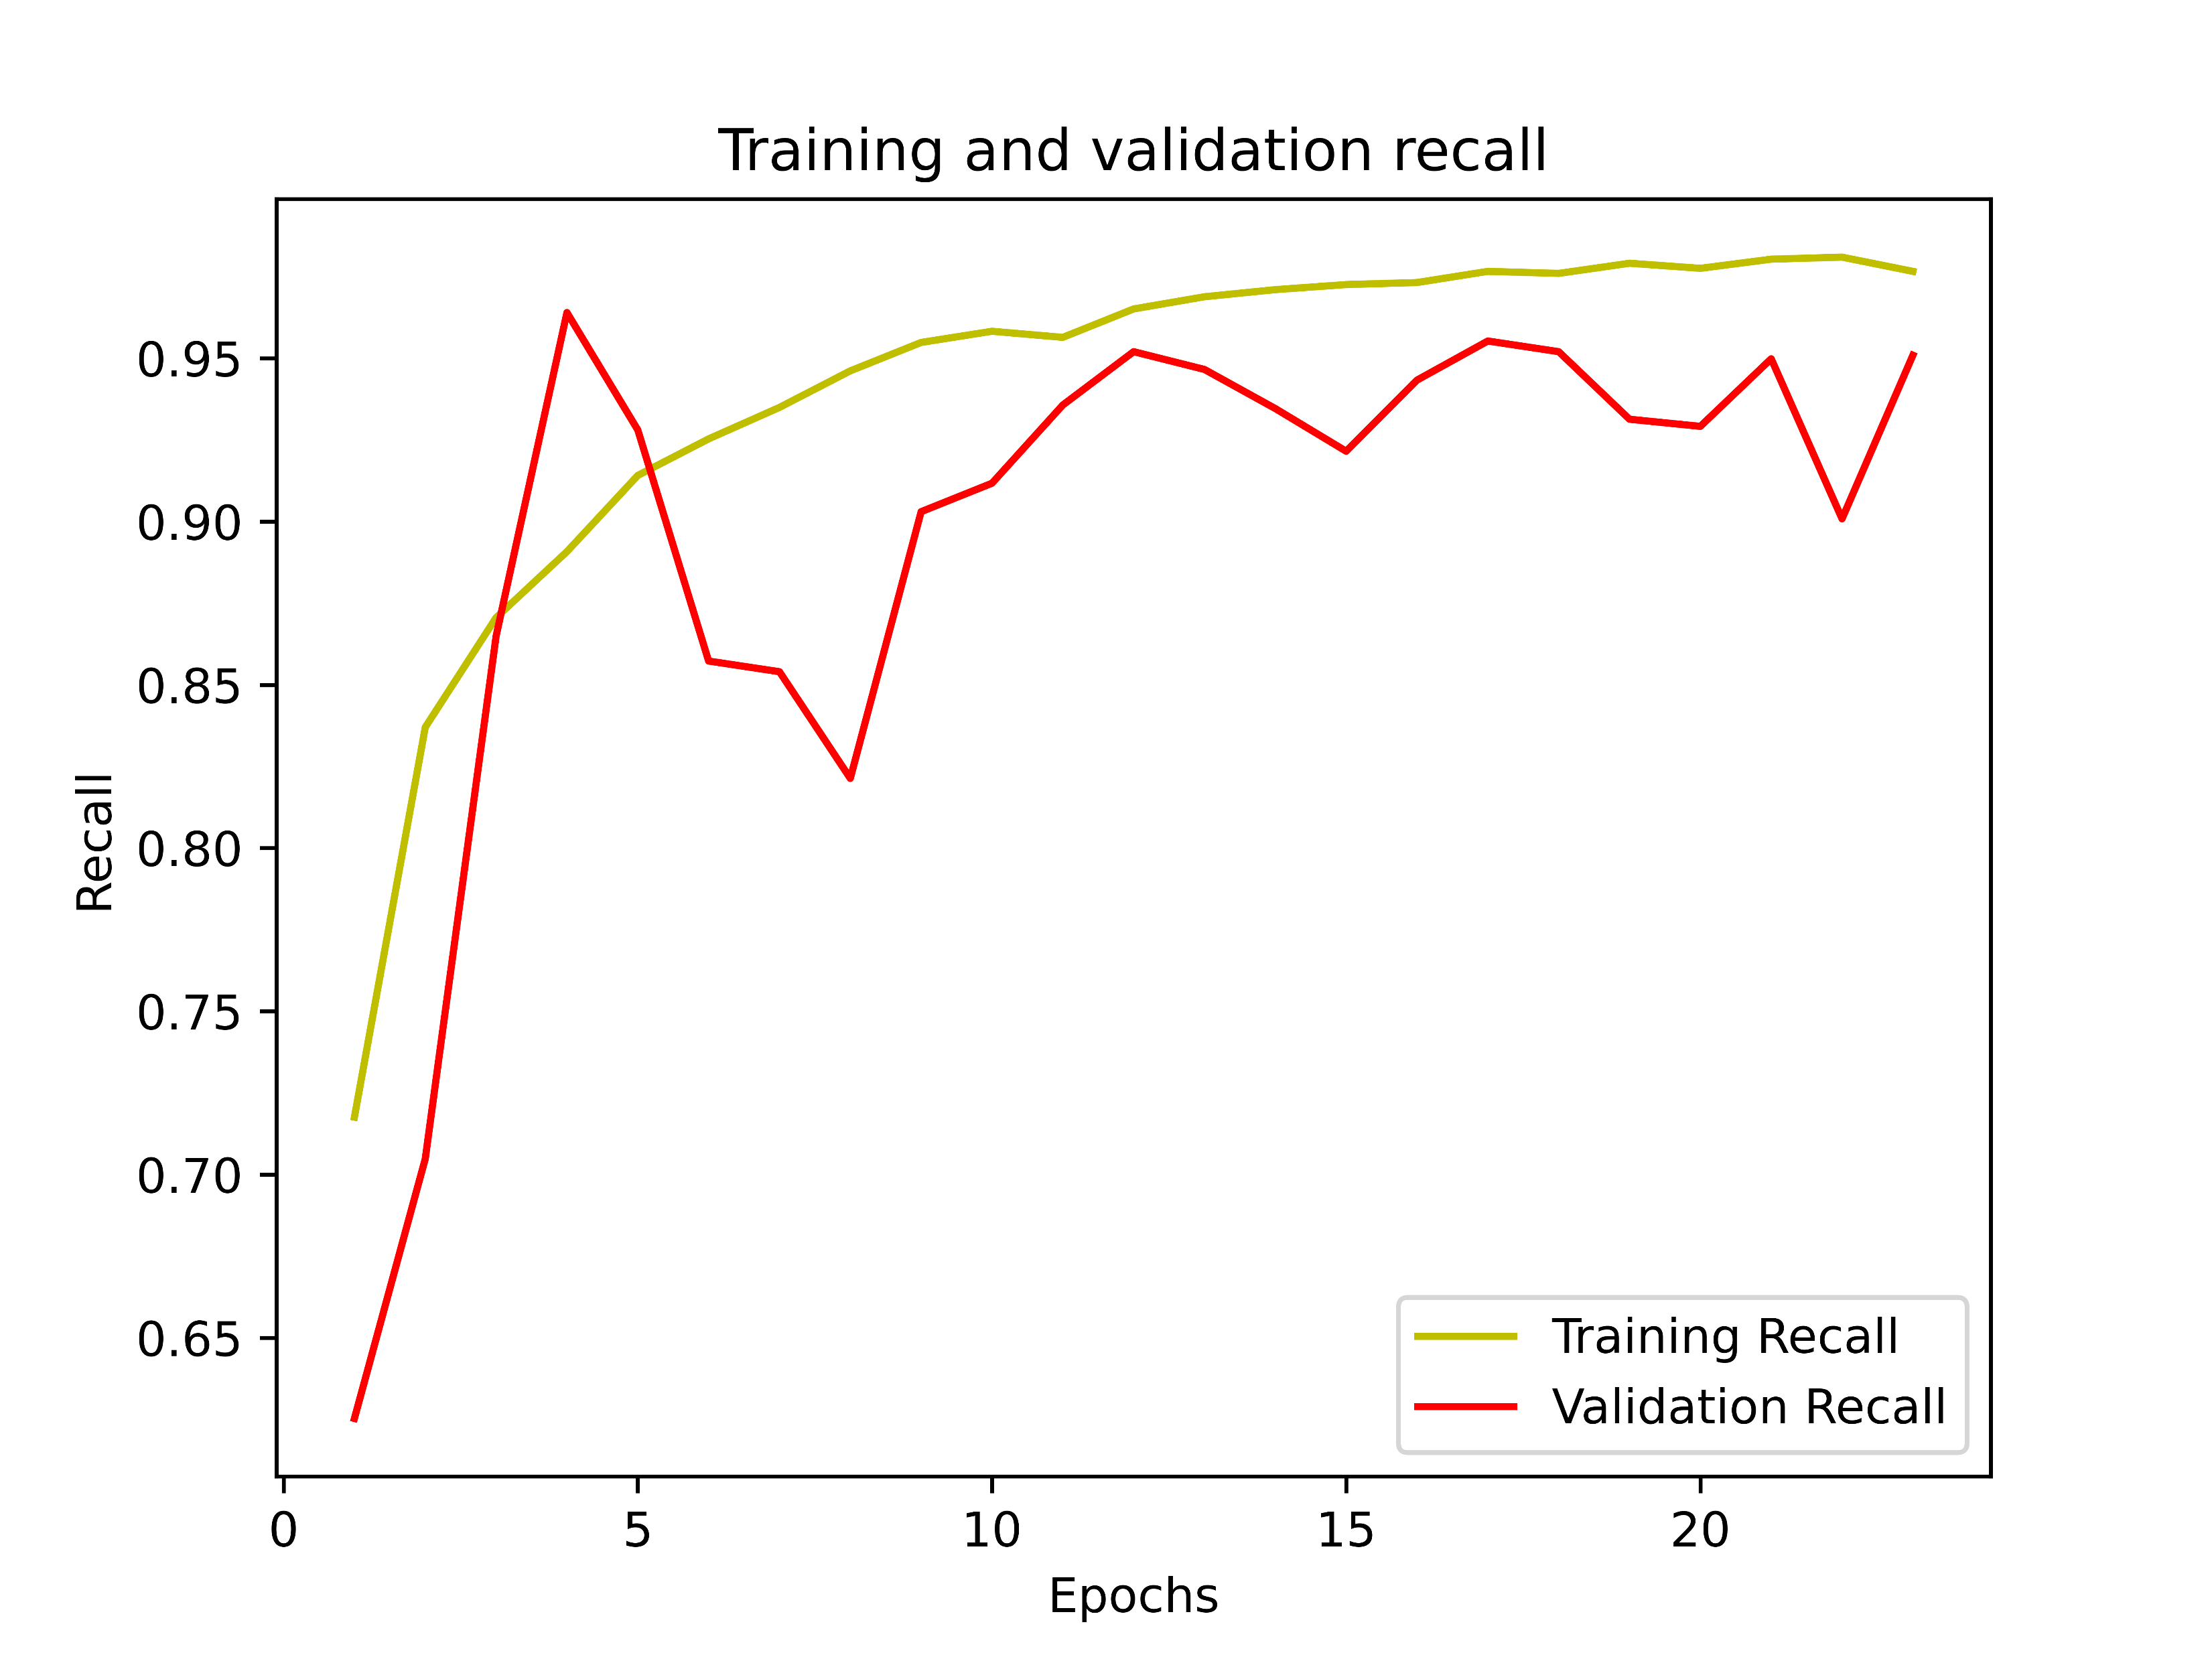 Training and validation recall
Recall
0.95
0.90
0.85
0.80
0.75
0.70
0.65
0 5 10 15 20
Epochs
Training Recall
Validation Recall